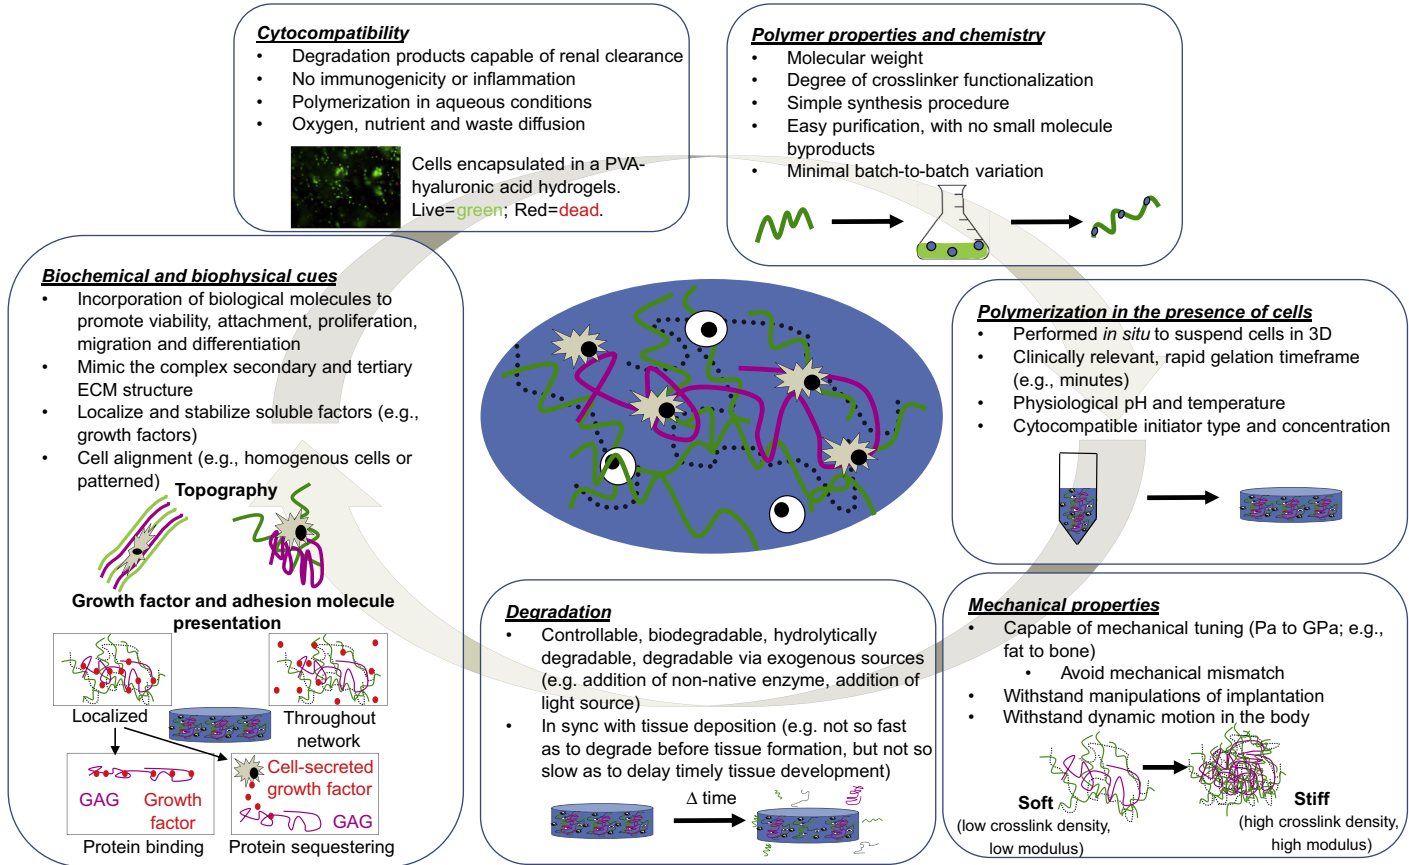 Cytocompatibility
• Degradation products capable of renal clearance
• No immunogenicity or inflammation
• Polymerization in aqueous conditions
• Oxygen, nutrient and waste diffusion
Cells encapsulated in a PVA-
hyaluronic acid hydrogels.
Live=green; Red=dead.
Polymer properties and chemistry
• Molecular weight
• Degree of crosslinker functionalization
• Simple synthesis procedure
• Easy purification, with no small molecule
byproducts
• Minimal batch-to-batch variation
Polymerization in the presence of cells
• Performed in situ to suspend cells in 3D
• Clinically relevant, rapid gelation timeframe
(e.g., minutes)
• Physiological pH and temperature
• Cytocompatible initiator type and concentration
Mechanical properties
• Capable of mechanical tuning (Pa to GPa; e.g.,
fat to bone)
• Avoid mechanical mismatch
• Withstand manipulations of implantation
• Withstand dynamic motion in the body
Soft
(low crosslink density,
low modulus)
Stiff
(high crosslink density,
high modulus)
Degradation
• Controllable, biodegradable, hydrolytically
degradable, degradable via exogenous sources
(e.g. addition of non-native enzyme, addition of
light source)
• In sync with tissue deposition (e.g. not so fast
as to degrade before tissue formation, but not so
slow as to delay timely tissue development)
Δ time
Biochemical and biophysical cues
• Incorporation of biological molecules to
promote viability, attachment, proliferation,
migration and differentiation
• Mimic the complex secondary and tertiary
ECM structure
• Localize and stabilize soluble factors (e.g.,
growth factors)
• Cell alignment (e.g., homogenous cells or
patterned)
Topography
Growth factor and adhesion molecule
presentation
Localized
Throughout
network
GAG
Growth
factor
Protein binding
Cell-secreted
growth factor
GAG
Protein sequestering